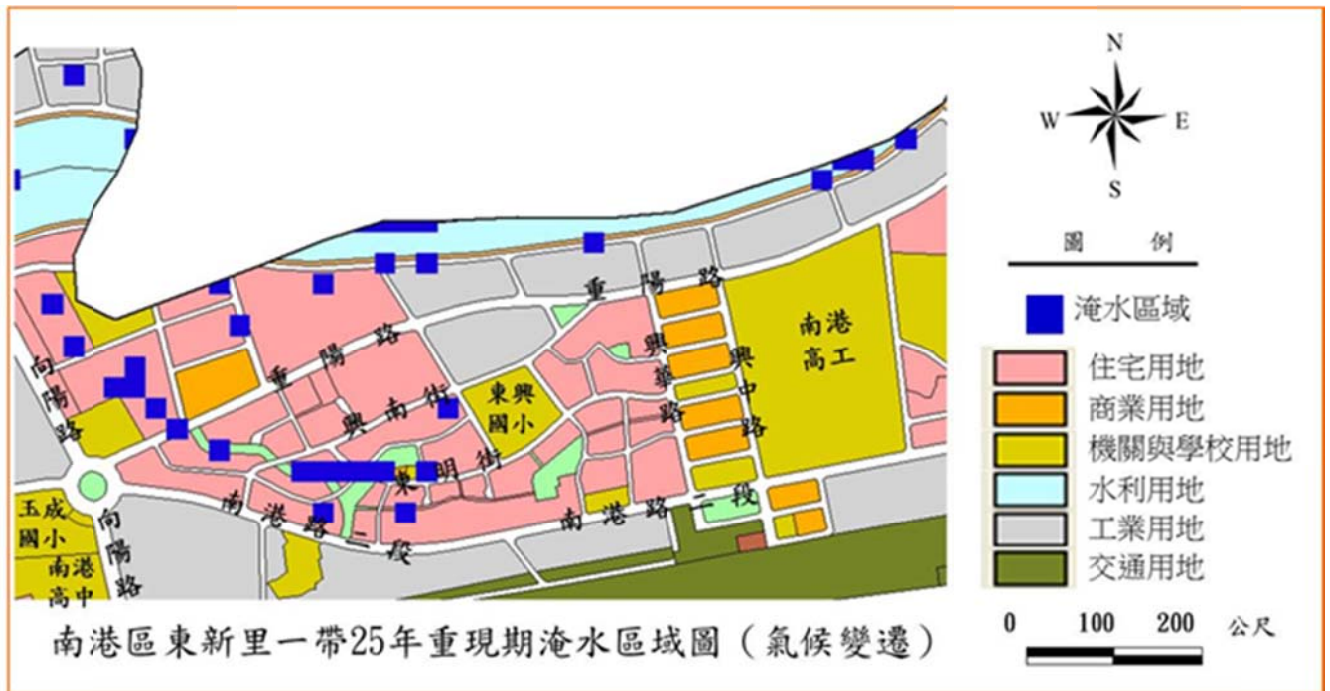 N
W
E
S
圖 例
淹水區域
住宅用地
商業用地
機關與學校用地
水利用地
工業用地
交通用地
0 100 200 公尺
重陽路
南港
高工
興華路
興中路
向陽路
重陽路
東興
國小
興南街
東明街
南港路二段
南港路二段
玉成
國小
向陽路
南港
高中
南港區東新里一帶25年重現期淹水區域圖（氣候變遷）